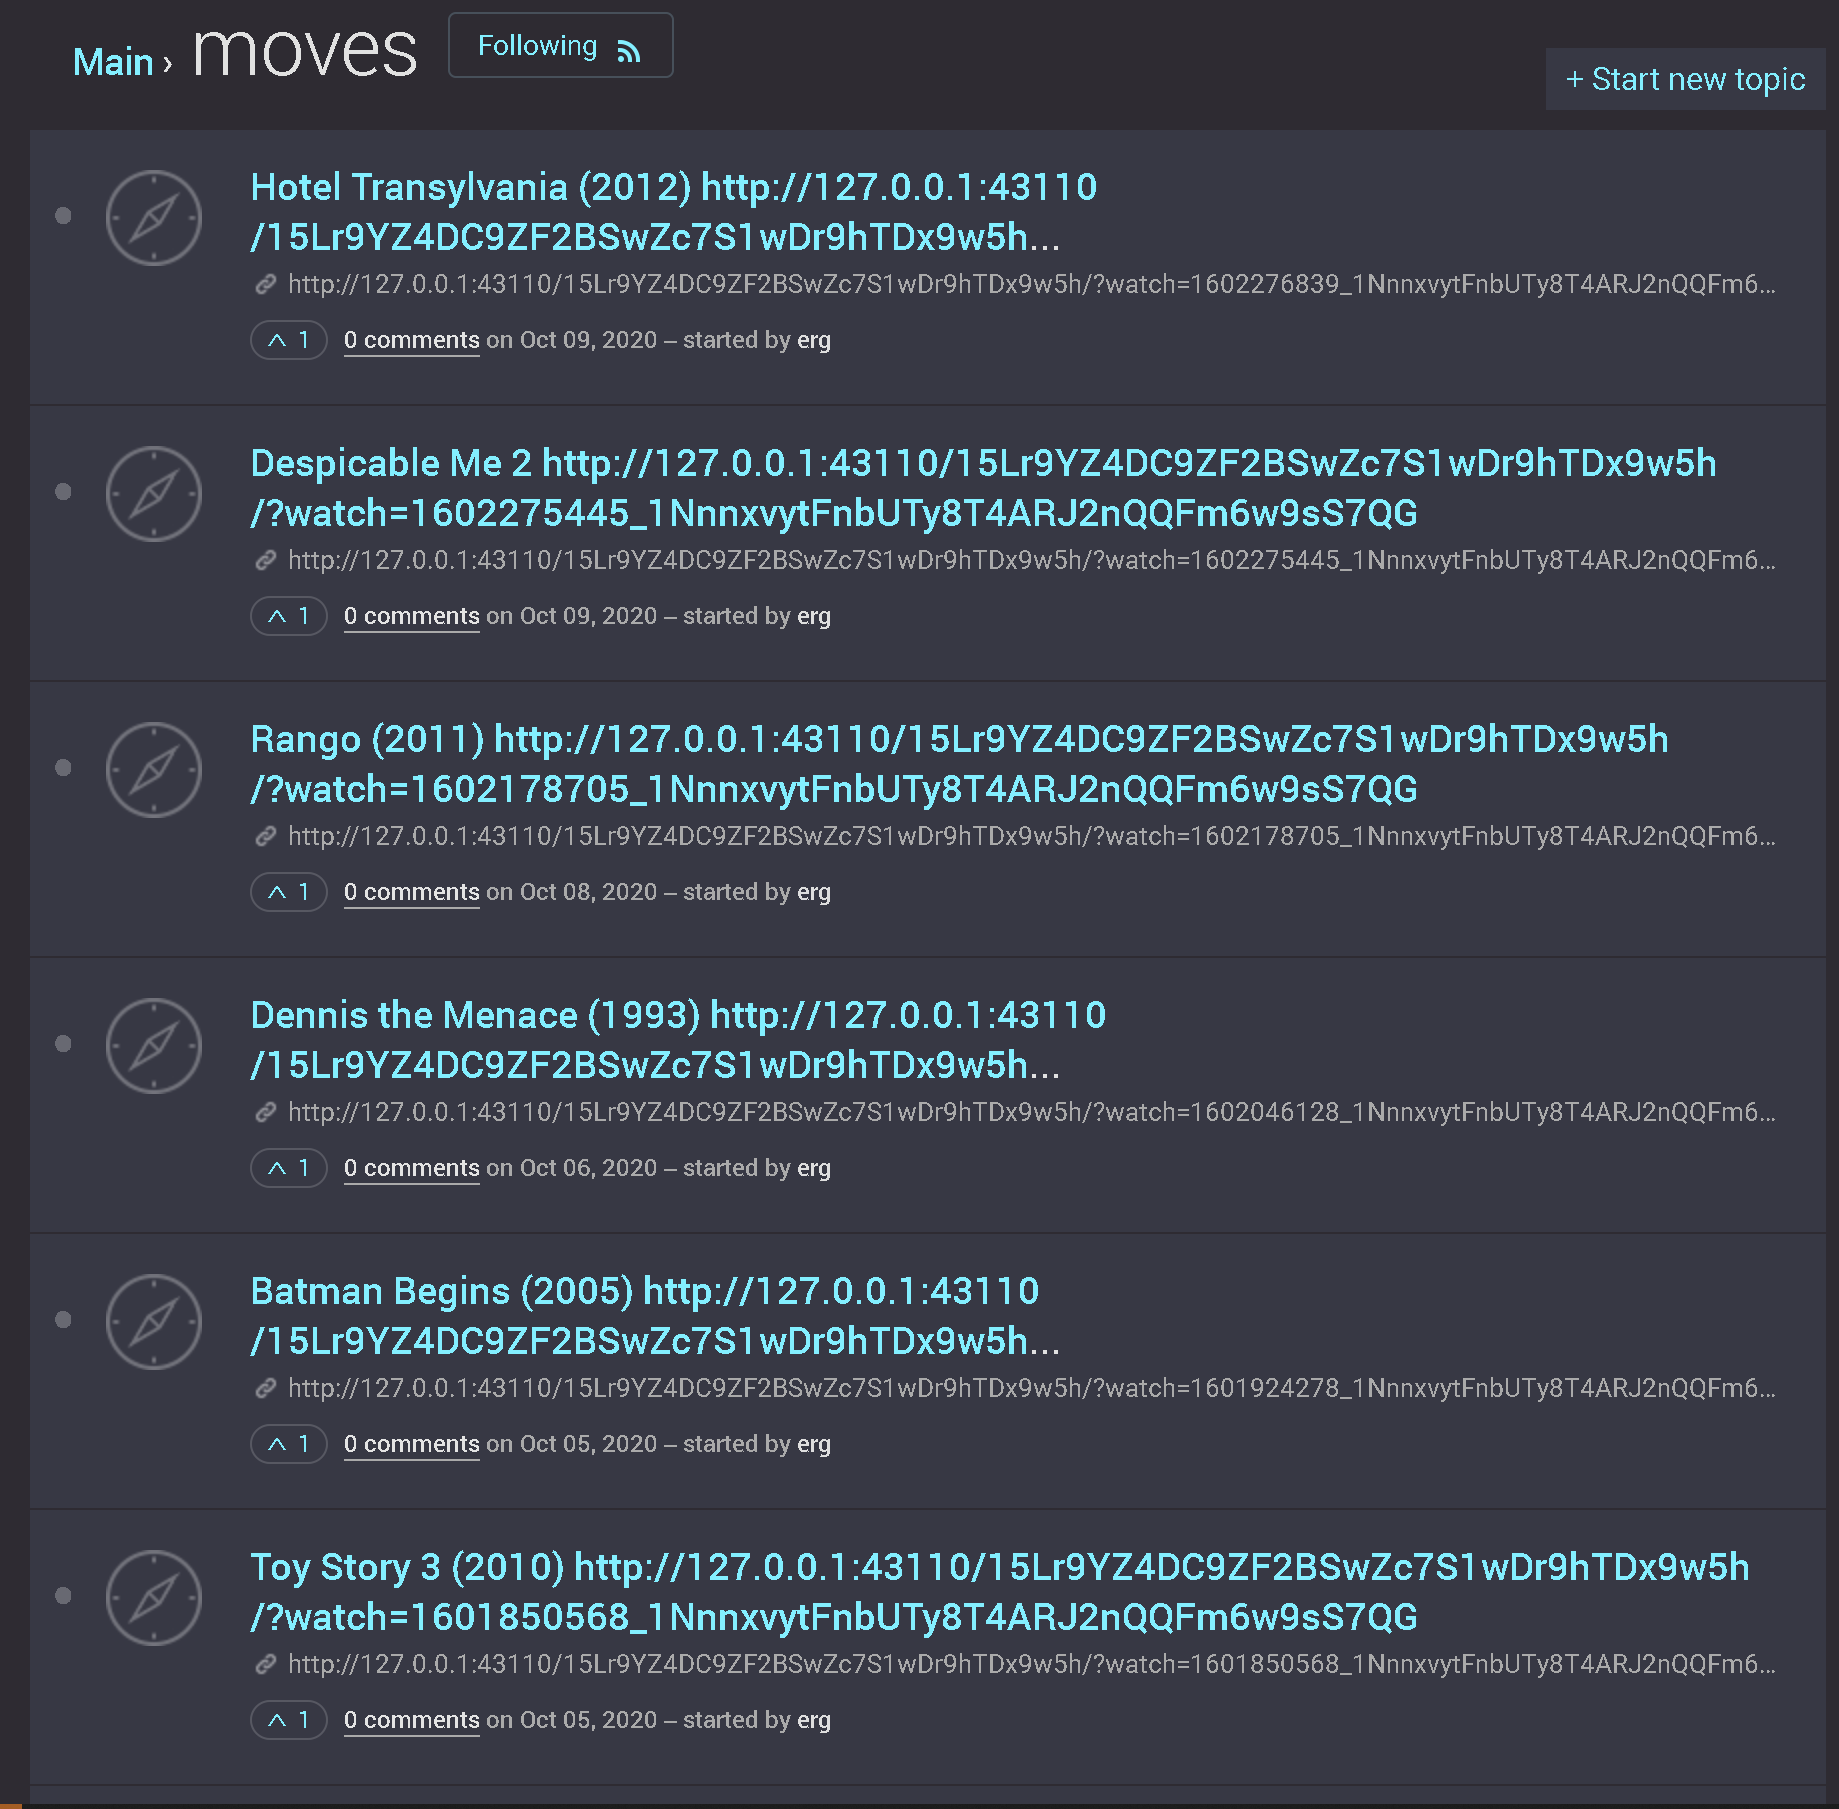 Main › moves Following
+ Start new topic
Hotel Transylvania (2012) http://127.0.0.1:43110
/15Lr9YZ4DC9ZF2BSwZc7S1wDr9hTDx9w5h...
http://127.0.0.1:43110/15Lr9YZ4DC9ZF2BSwZc7S1wDr9hTDx9w5h/?watch=1602276839_1NnnxvytFnbUTy8T4ARJ2nQQFm6...
1 0 comments on Oct 09, 2020 – started by erg
Despicable Me 2 http://127.0.0.1:43110/15Lr9YZ4DC9ZF2BSwZc7S1wDr9hTDx9w5h
/?watch=1602275445_1NnnxvytFnbUTy8T4ARJ2nQQFm6w9sS7QG
http://127.0.0.1:43110/15Lr9YZ4DC9ZF2BSwZc7S1wDr9hTDx9w5h/?watch=1602275445_1NnnxvytFnbUTy8T4ARJ2nQQFm6...
1 0 comments on Oct 09, 2020 – started by erg
Rango (2011) http://127.0.0.1:43110/15Lr9YZ4DC9ZF2BSwZc7S1wDr9hTDx9w5h
/?watch=1602178705_1NnnxvytFnbUTy8T4ARJ2nQQFm6w9sS7QG
http://127.0.0.1:43110/15Lr9YZ4DC9ZF2BSwZc7S1wDr9hTDx9w5h/?watch=1602178705_1NnnxvytFnbUTy8T4ARJ2nQQFm6...
1 0 comments on Oct 08, 2020 – started by erg
Dennis the Menace (1993) http://127.0.0.1:43110
/15Lr9YZ4DC9ZF2BSwZc7S1wDr9hTDx9w5h...
http://127.0.0.1:43110/15Lr9YZ4DC9ZF2BSwZc7S1wDr9hTDx9w5h/?watch=1602046128_1NnnxvytFnbUTy8T4ARJ2nQQFm6...
1 0 comments on Oct 06, 2020 – started by erg
Batman Begins (2005) http://127.0.0.1:43110
/15Lr9YZ4DC9ZF2BSwZc7S1wDr9hTDx9w5h...
http://127.0.0.1:43110/15Lr9YZ4DC9ZF2BSwZc7S1wDr9hTDx9w5h/?watch=1601924278_1NnnxvytFnbUTy8T4ARJ2nQQFm6...
1 0 comments on Oct 05, 2020 – started by erg
Toy Story 3 (2010) http://127.0.0.1:43110/15Lr9YZ4DC9ZF2BSwZc7S1wDr9hTDx9w5h
/?watch=1601850568_1NnnxvytFnbUTy8T4ARJ2nQQFm6w9sS7QG
http://127.0.0.1:43110/15Lr9YZ4DC9ZF2BSwZc7S1wDr9hTDx9w5h/?watch=1601850568_1NnnxvytFnbUTy8T4ARJ2nQQFm6...
1 0 comments on Oct 05, 2020 – started by erg